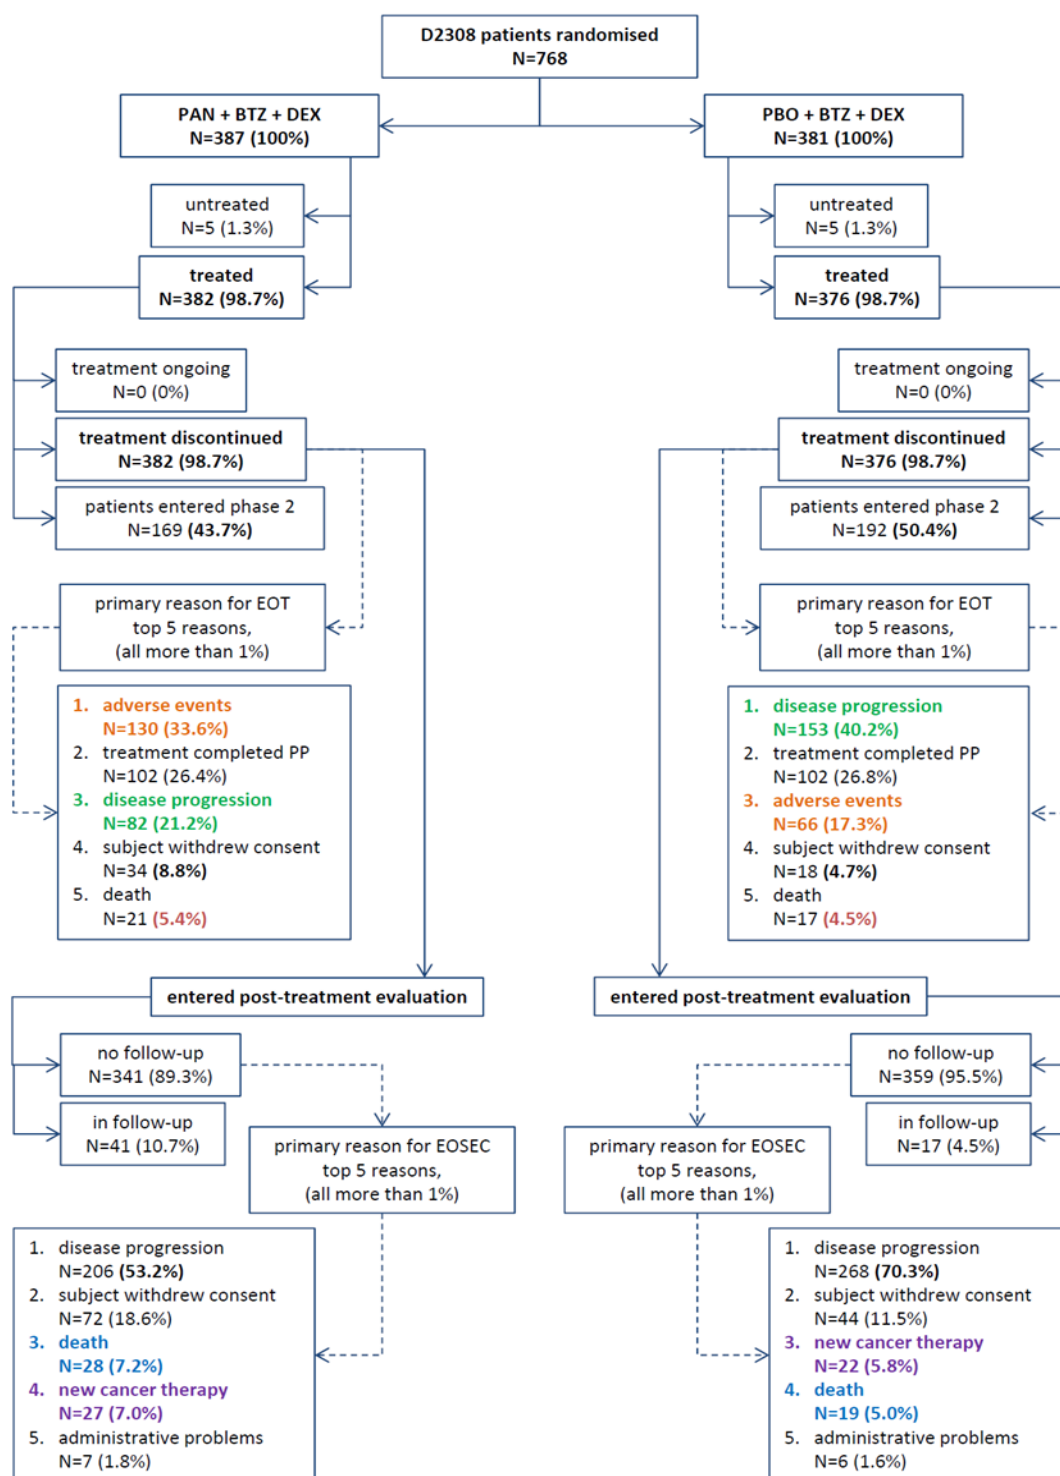 D2308 patients randomised
N=768
PAN + BTZ + DEX
N=387 (100%)
PBO + BTZ + DEX
N=381 (100%)
untreated
N=5 (1.3%)
untreated
N=5 (1.3%)
treated
N=382 (98.7%)
treated
N=376 (98.7%)
treatment ongoing
N=0 (0%)
treatment ongoing
N=0 (0%)
treatment discontinued
N=382 (98.7%)
treatment discontinued
N=376 (98.7%)
patients entered phase 2
N=169 (43.7%)
patients entered phase 2
N=192 (50.4%)
primary reason for EOT
top 5 reasons,
(all more than 1%)
primary reason for EOT
top 5 reasons,
(all more than 1%)
1. adverse events
N=130 (33.6%)
2. treatment completed PP
N=102 (26.4%)
3. disease progression
N=82 (21.2%)
4. subject withdrew consent
N=34 (8.8%)
5. death
N=21 (5.4%)
1. disease progression
N=153 (40.2%)
2. treatment completed PP
N=102 (26.8%)
3. adverse events
N=66 (17.3%)
4. subject withdrew consent
N=18 (4.7%)
5. death
N=17 (4.5%)
entered post-treatment evaluation
entered post-treatment evaluation
no follow-up
N=341 (89.3%)
no follow-up
N=359 (95.5%)
in follow-up
N=41 (10.7%)
in follow-up
N=17 (4.5%)
primary reason for EOSEC
top 5 reasons,
(all more than 1%)
primary reason for EOSEC
top 5 reasons,
(all more than 1%)
1. disease progression
N=206 (53.2%)
2. subject withdrew consent
N=72 (18.6%)
3. death
N=28 (7.2%)
4. new cancer therapy
N=27 (7.0%)
5. administrative problems
N=7 (1.8%)
1. disease progression
N=268 (70.3%)
2. subject withdrew consent
N=44 (11.5%)
3. new cancer therapy
N=22 (5.8%)
4. death
N=19 (5.0%)
5. administrative problems
N=6 (1.6%)